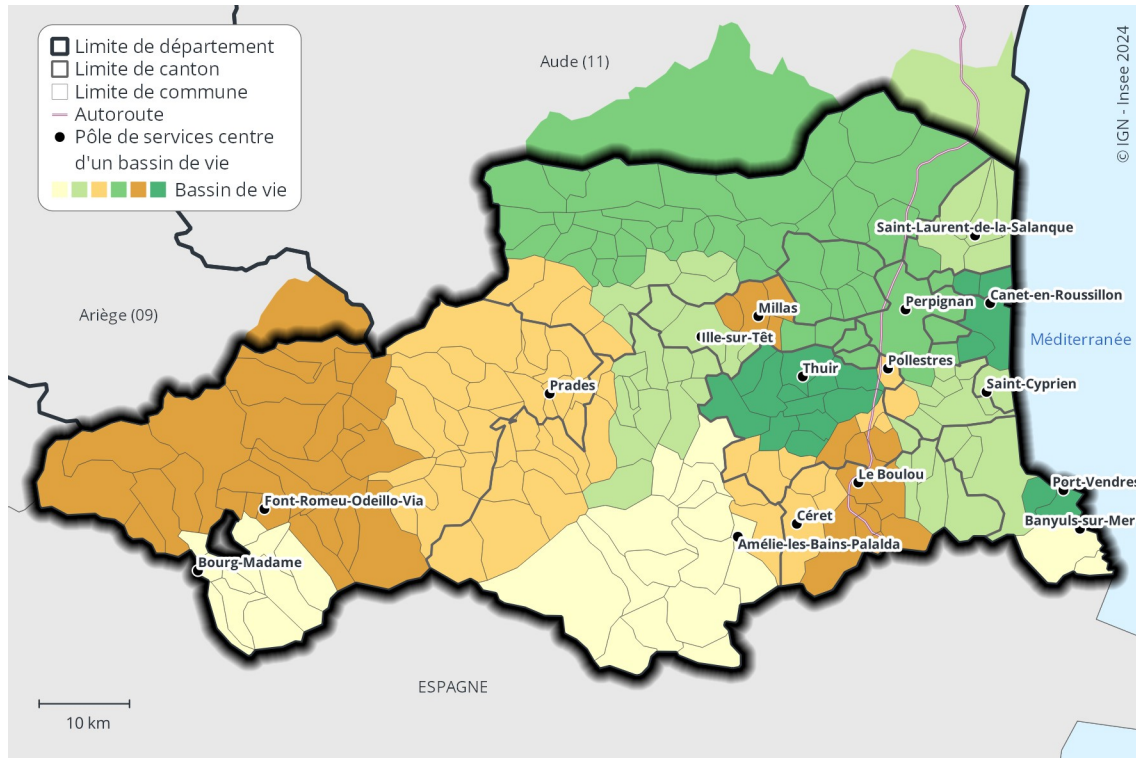 Limite de département
Limite de canton
Limite de commune
Autoroute
Pôle de services centre
d'un bassin de vie
Bassin de vie
Aude (11)
© IGN - Insee 2024
Saint-Laurent-de-la-Salanque
Ariège (09)
Perpignan
Canet-en-Roussillon
Millas
Ille-sur-Têt
Méditerranée
Pollestres
Thuir
Saint-Cyprien
Prades
Le Boulou
Port-Vendres
Font-Romeu-Odeillo-Via
Céret
Banyuls-sur-Mer
Amélie-les-Bains-Palalda
Bourg-Madame
ESPAGNE
10 km